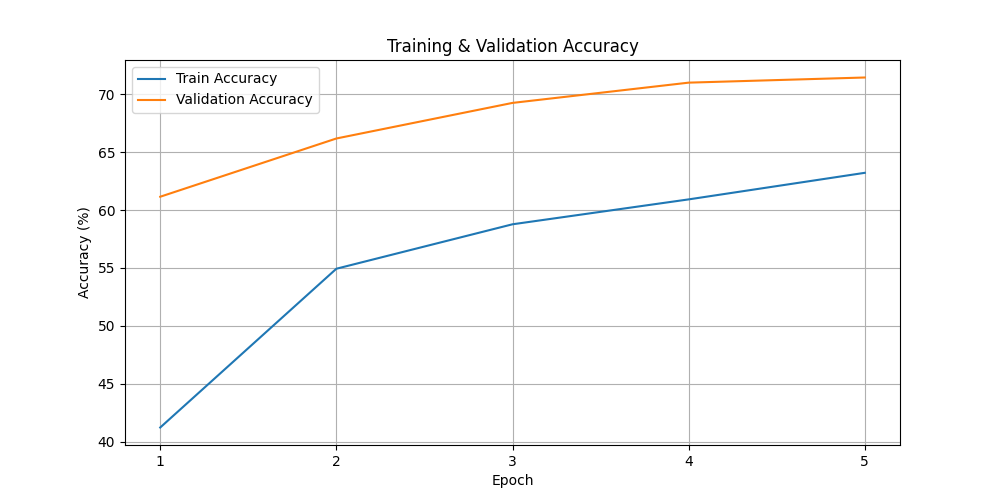 Training & Validation Accuracy
Train Accuracy
Validation Accuracy
Accuracy (%)
70
65
60
55
50
45
40
1 2 3 4 5
Epoch